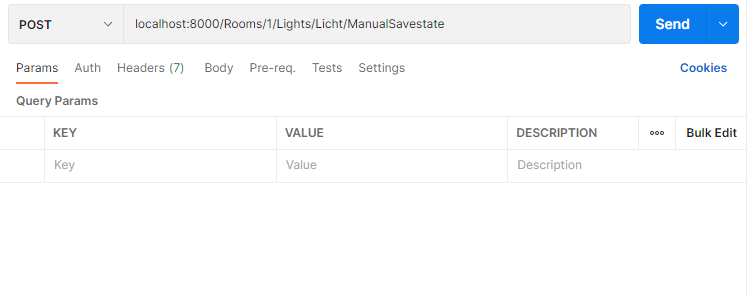 POST localhost:8000/Rooms/1/Lights/Licht/ManualSavestate Send
Params Auth Headers (7) Body Pre-req. Tests Settings Cookies
Query Params
KEY VALUE DESCRIPTION ooo Bulk Edit
Key Value Description